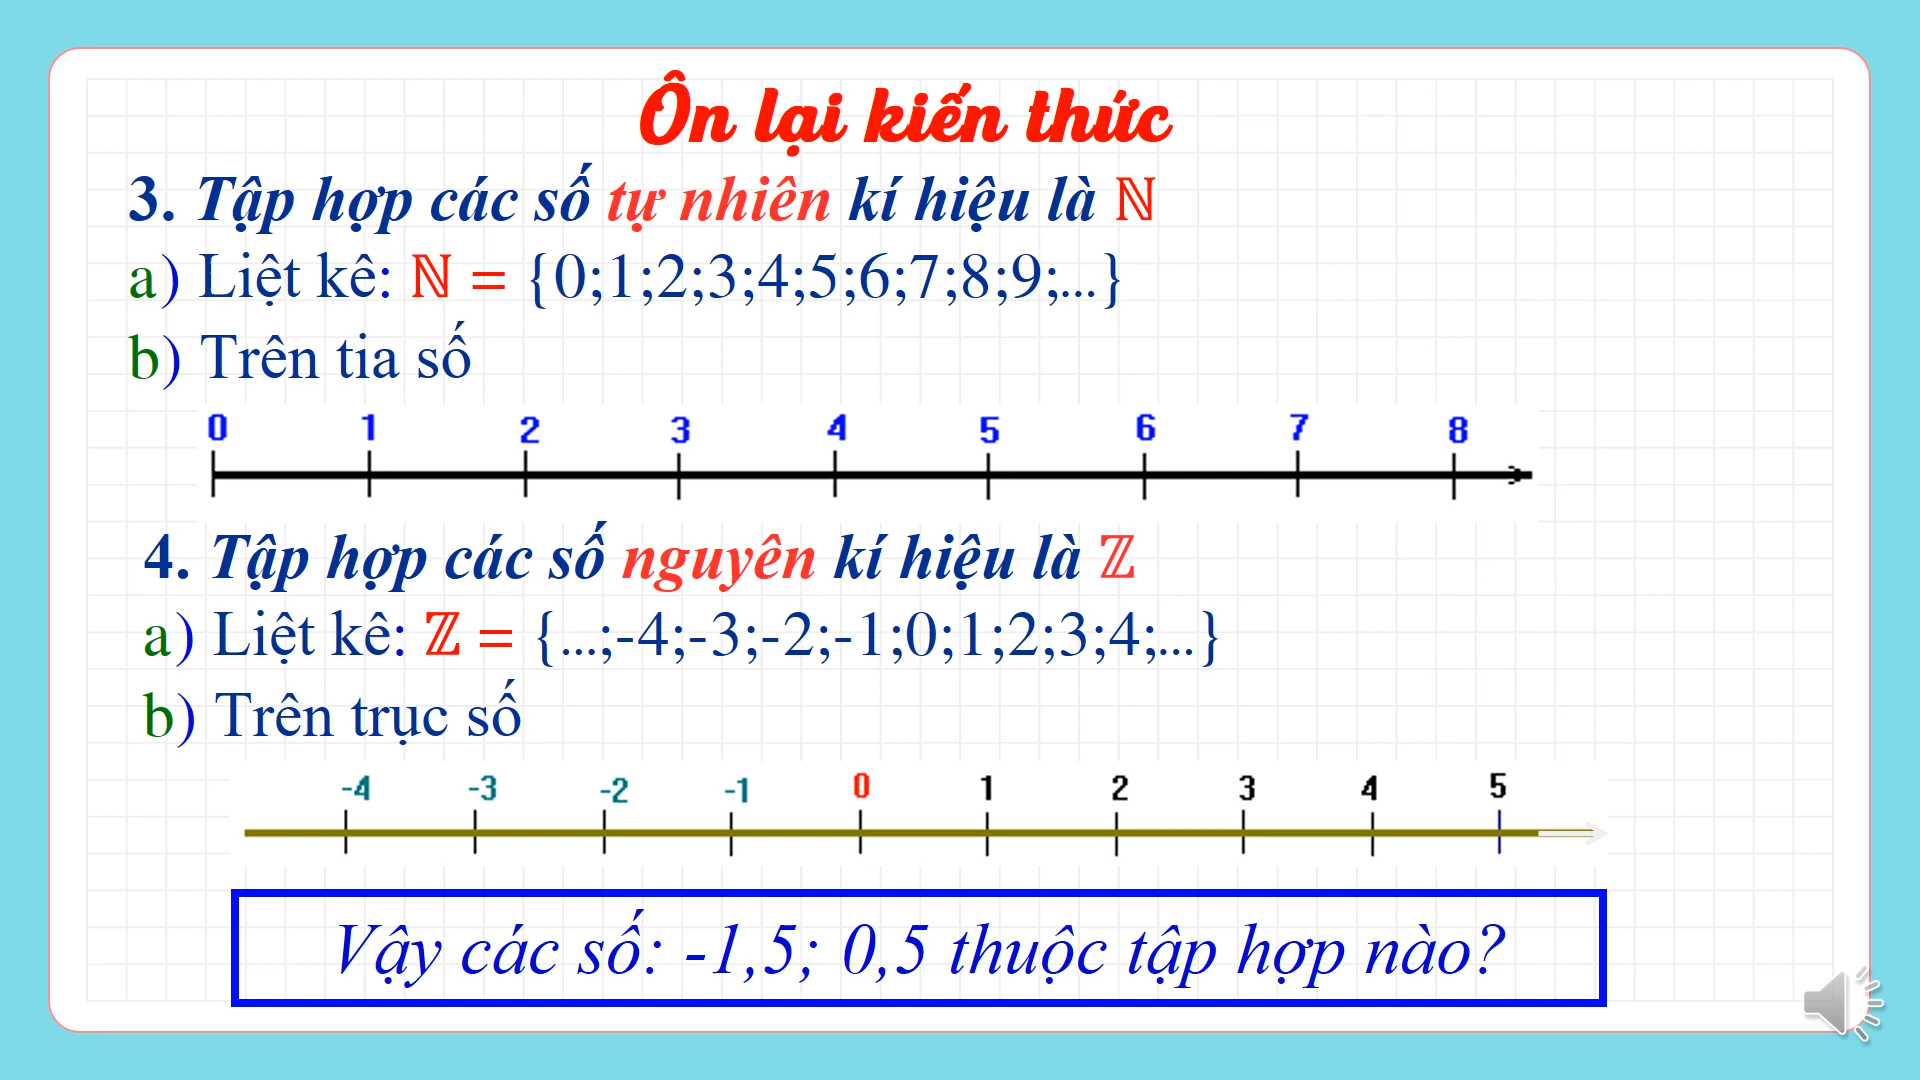 Ôn lại kiến thức
3. Tập hợp các số tự nhiên kí hiệu là ℕ
a) Liệt kê: ℕ = {0;1;2;3;4;5;6;7;8;9;...}
b) Trên tia số
0 1 2 3 4 5 6 7 8
4. Tập hợp các số nguyên kí hiệu là ℤ
a) Liệt kê: ℤ = {...;-4;-3;-2;-1;0;1;2;3;4;...}
b) Trên trục số
-4 -3 -2 -1 0 1 2 3 4 5
Vậy các số: -1,5; 0,5 thuộc tập hợp nào?